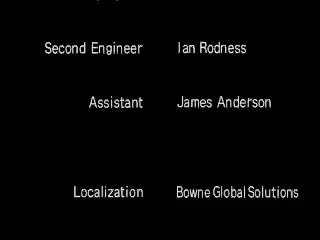 Second Engineer Ian Rodness
Assistant James Anderson
Localization Bowne Global Solutions